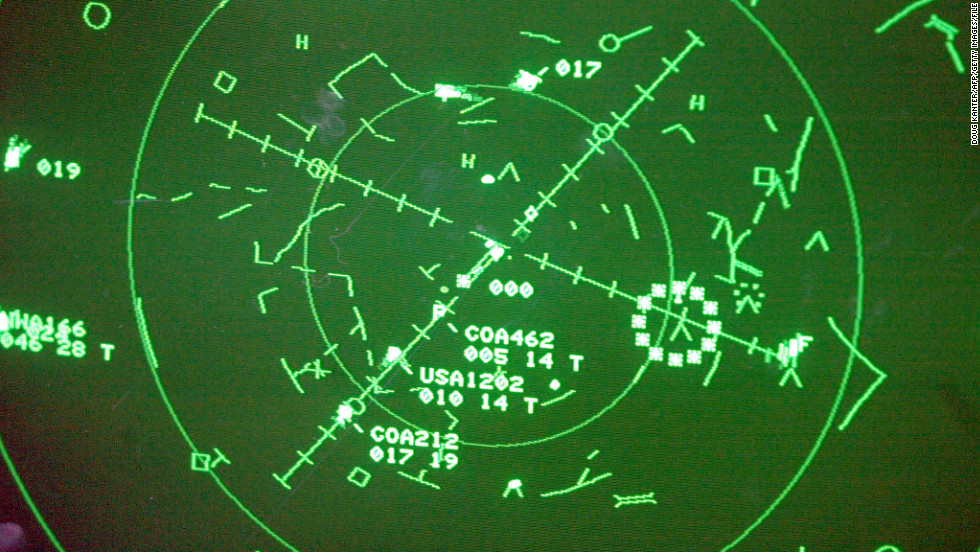 H
017
H
H
019
000
COA462
005 14 T
046 28 T
USA1202
010 14 T
F
COA212
017 19
DOUG KANTER/AFP/GETTY IMAGES/FILE